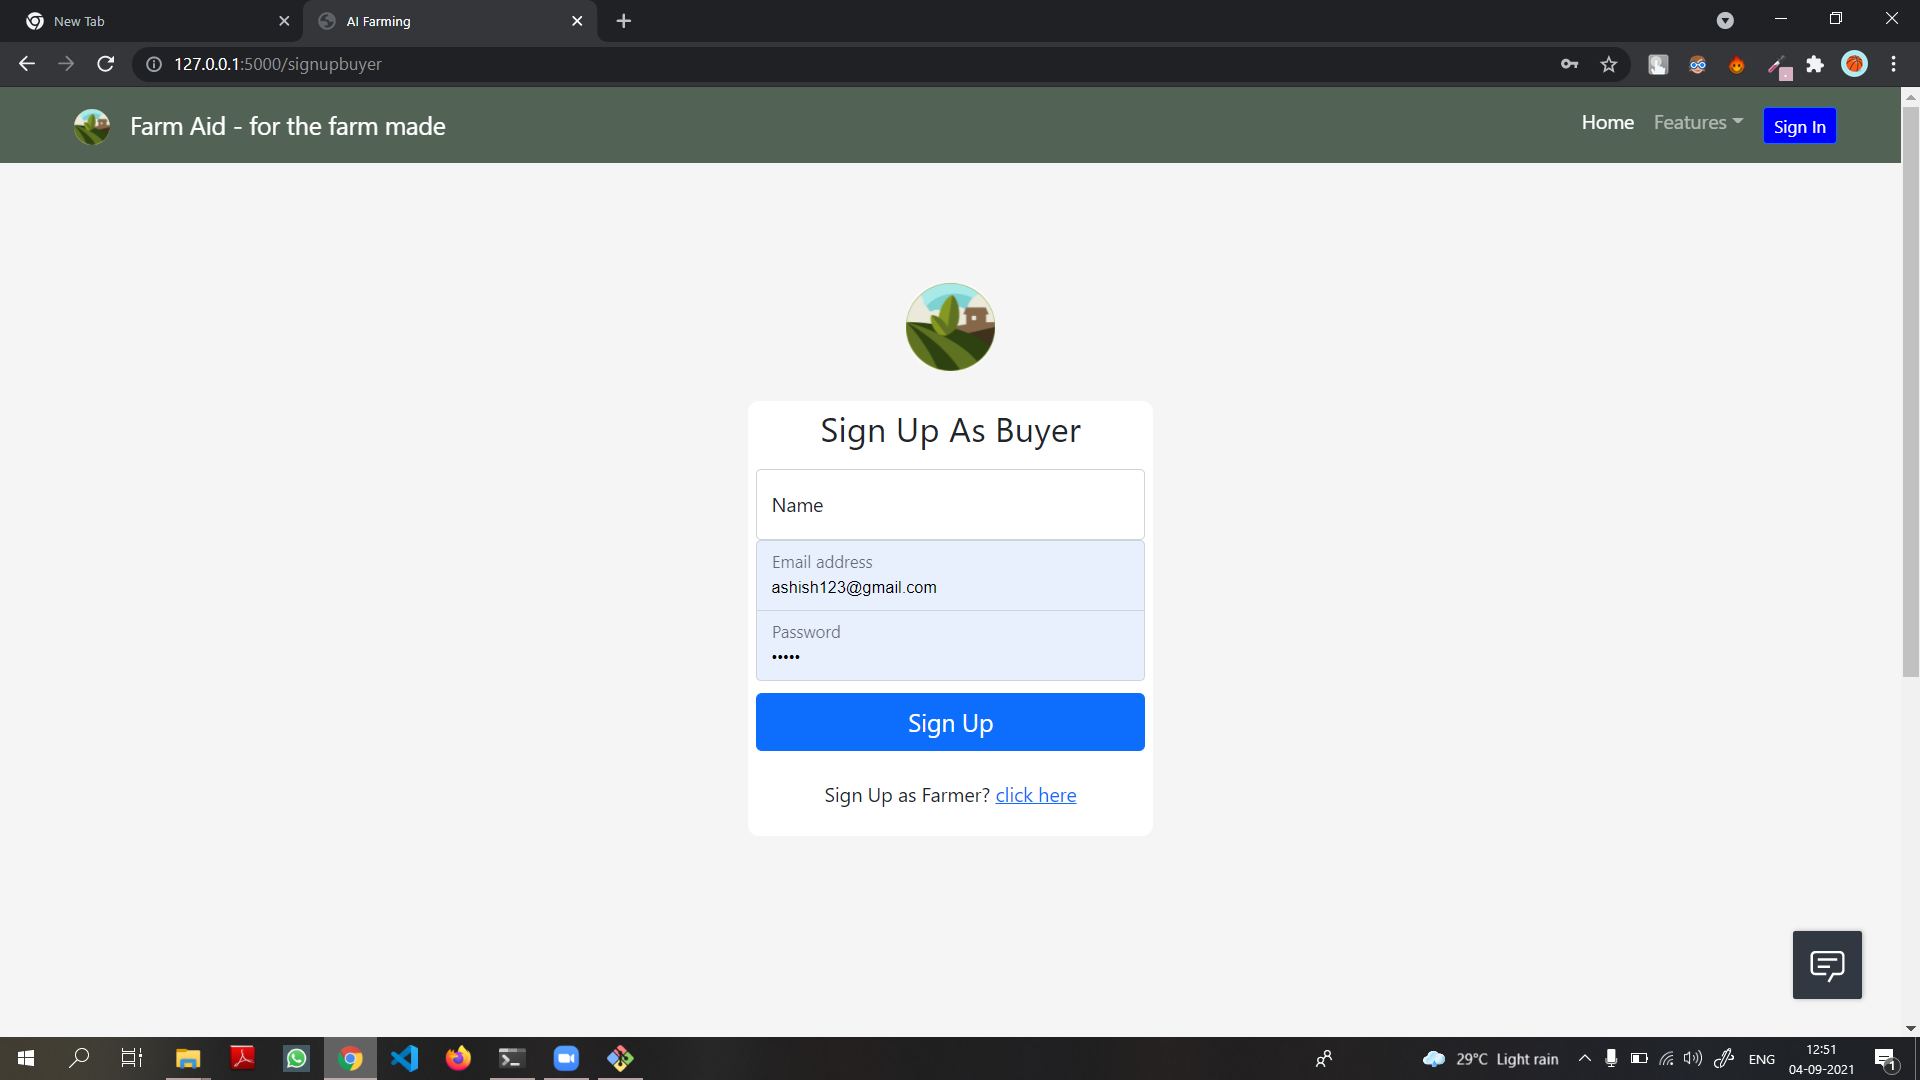 New Tab
AI Farming
127.0.0.1:5000/signupbuyer
Farm Aid - for the farm made
Home
Features
Sign In
Sign Up As Buyer
Name
Email address
ashish123@gmail.com
Password
•••••
Sign Up
Sign Up as Farmer? click here
29°C Light rain
ENG
12:51
04-09-2021
1